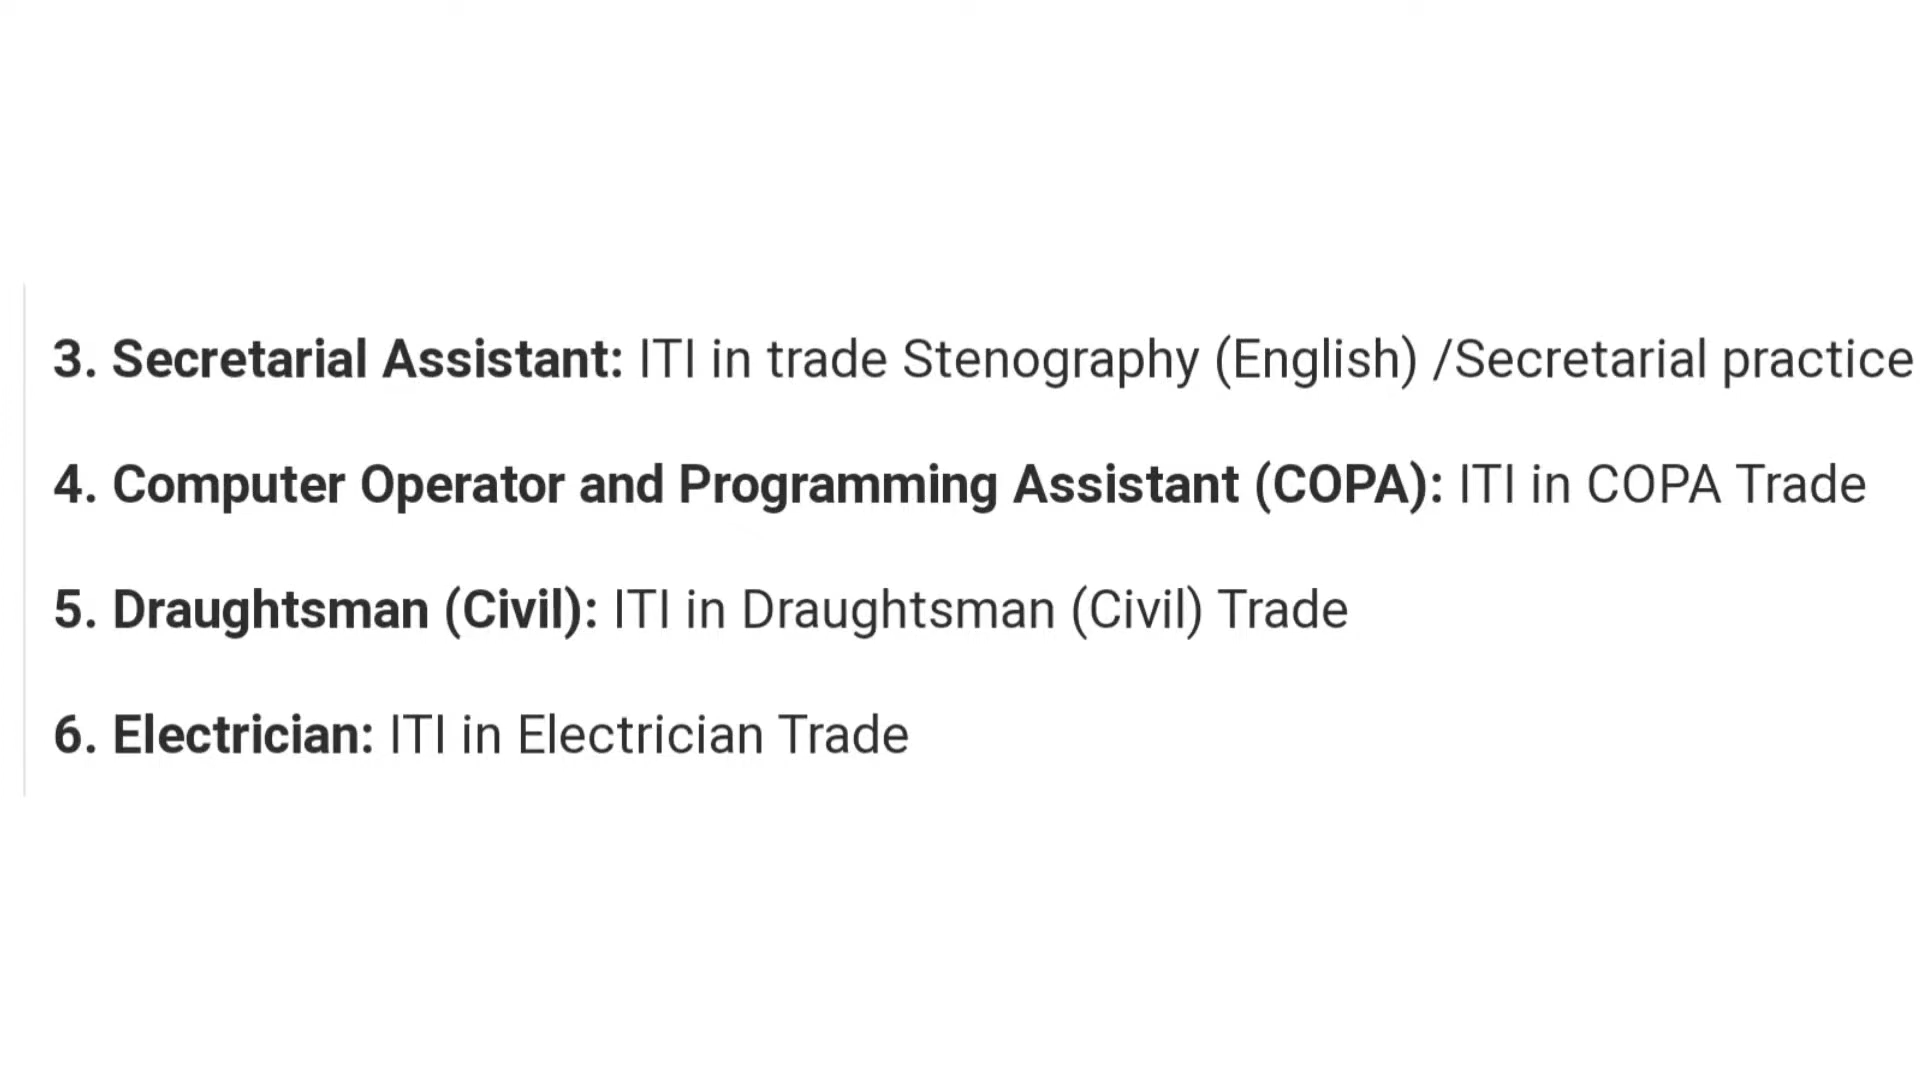 3. Secretarial Assistant: ITI in trade Stenography (English) /Secretarial practice
4. Computer Operator and Programming Assistant (COPA): ITI in COPA Trade
5. Draughtsman (Civil): ITI in Draughtsman (Civil) Trade
6. Electrician: ITI in Electrician Trade